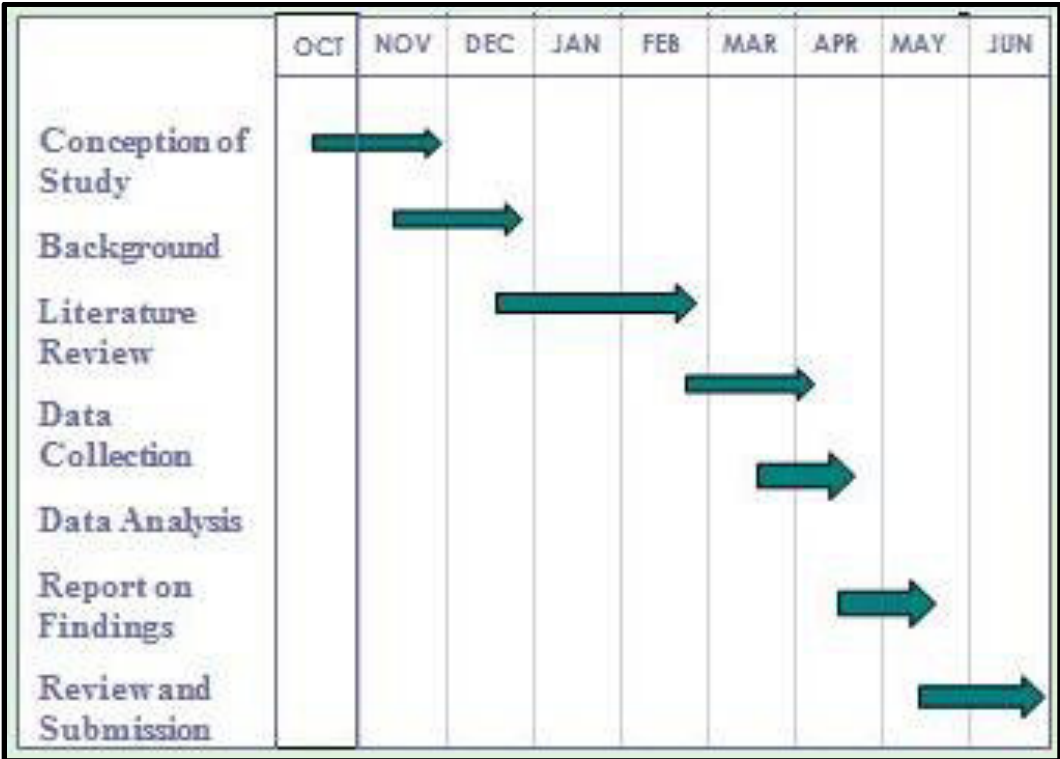 OCT NOV DEC JAN FEB MAR APR MAY JUN
Conception of
Study
Background
Literature
Review
Data
Collection
Data Analysis
Report on
Findings
Review and
Submission